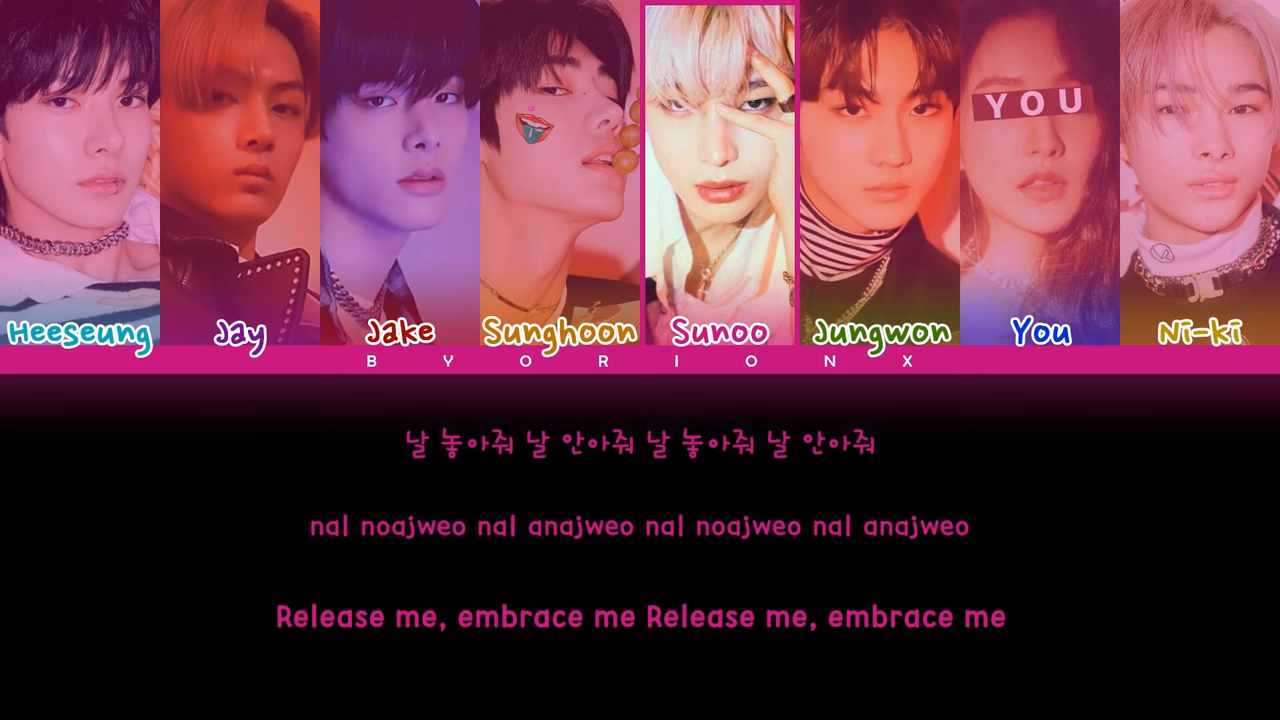 YOU
Heeseung
Jay
Jake
Sunghoon
Sunoo
Jungwon
You
Ni-ki
BY ORIONX
날 놓아줘 날 안아줘 날 놓아줘 날 안아줘
nal noajweo nal anajweo nal noajweo nal anajweo
Release me, embrace me Release me, embrace me